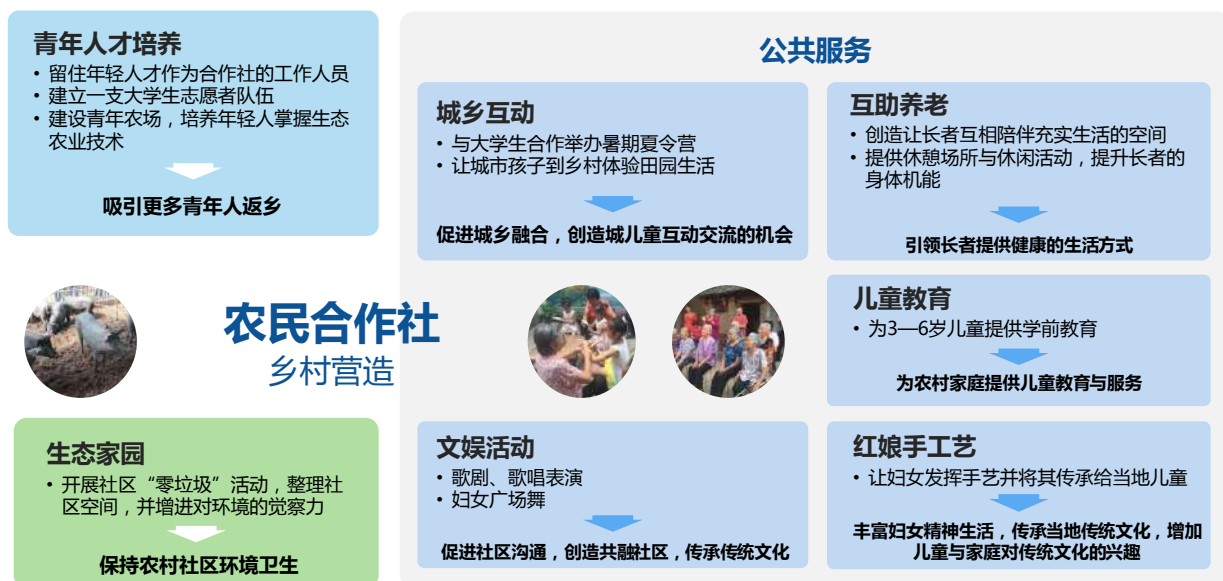 青年人才培养
• 留住年轻人才作为合作社的工作人员
• 建立一支大学生志愿者队伍
• 建设青年农场，培养年轻人掌握生态
农业技术
吸引更多青年人返乡
公共服务
城乡互动
• 与大学生合作举办暑期夏令营
• 让城市孩子到乡村体验田园生活
促进城乡融合，创造城儿童互动交流的机会
互助养老
• 创造让长者互相陪伴充实生活的空间
• 提供休憩场所与休闲活动，提升长者的
身体机能
引领长者提供健康的生活方式
农民合作社
乡村营造
儿童教育
• 为3—6岁儿童提供学前教育
为农村家庭提供儿童教育与服务
生态家园
• 开展社区“零垃圾”活动，整理社
区空间，并增进对环境的觉察力
保持农村社区环境卫生
文娱活动
• 歌剧、歌唱表演
• 妇女广场舞
促进社区沟通，创造共融社区，传承传统文化
红娘手工艺
• 让妇女发挥手艺并将其传承给当地儿童
丰富妇女精神生活，传承当地传统文化，增加
儿童与家庭对传统文化的兴趣